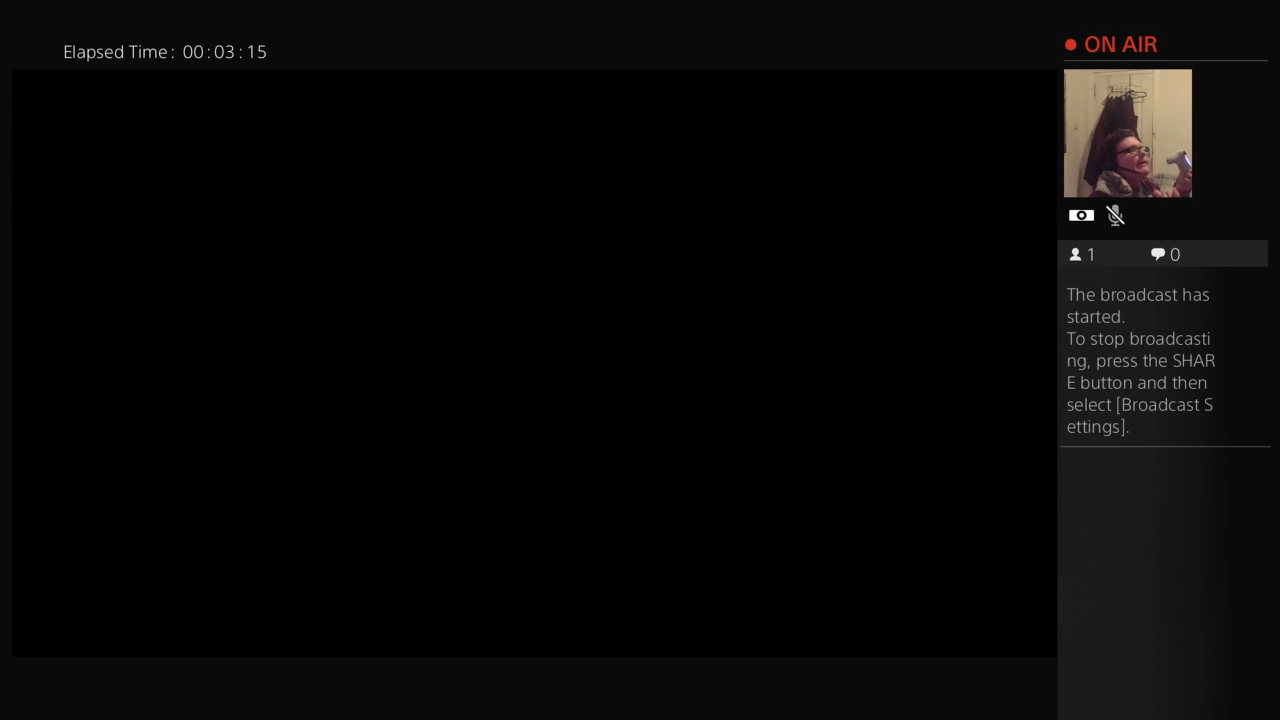 Elapsed Time: 00:03:15
ON AIR
1
0
The broadcast has
started.
To stop broadcasti
ng, press the SHAR
E button and then
select [Broadcast S
ettings].